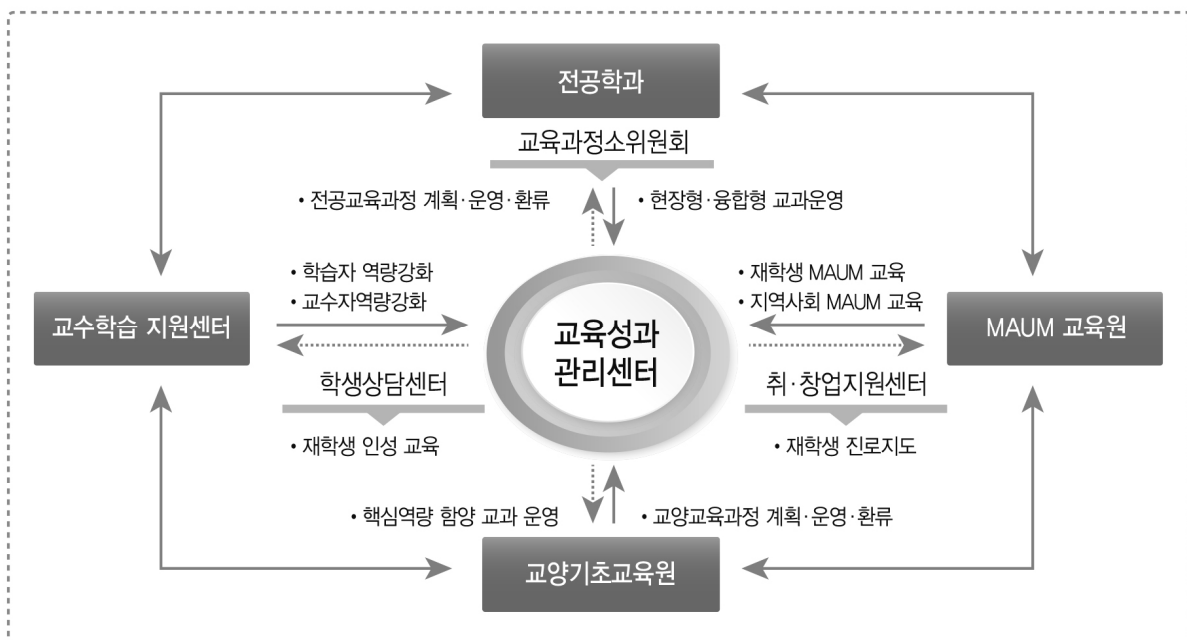 전공학과
교육과정소위원회
• 전공교육과정 계획·운영·환류
• 현장형·융합형 교과운영
• 학습자 역량강화
• 교수자역량강화
• 재학생 MAUM 교육
• 지역사회 MAUM 교육
교수학습 지원센터
교육성과
관리센터
MAUM 교육원
학생상담센터
취·창업지원센터
• 재학생 인성 교육
• 재학생 진로지도
• 핵심역량 함양 교과 운영
• 교양교육과정 계획·운영·환류
교양기초교육원